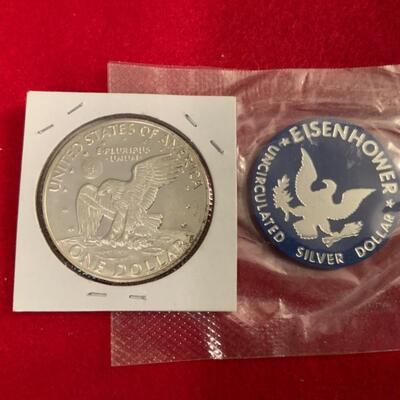 UNITED STATES OF AMERICA
E·PLURIBUS
UNUM
ONE DOLLAR
★ EISENHOWER ★
UNCIRCULATED SILVER DOLLAR